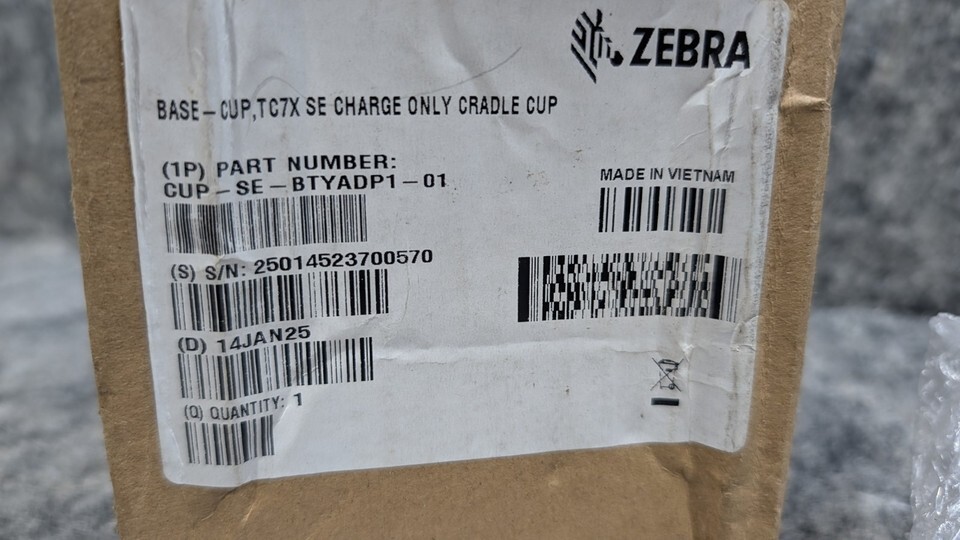 ZEBRA
BASE-CUP,TC7X SE CHARGE ONLY CRADLE CUP
(1P) PART NUMBER:
CUP-SE-BTYADP1-01
MADE IN VIETNAM
(S) S/N: 25014523700570
(D) 14JAN25
(Q) QUANTITY: 1